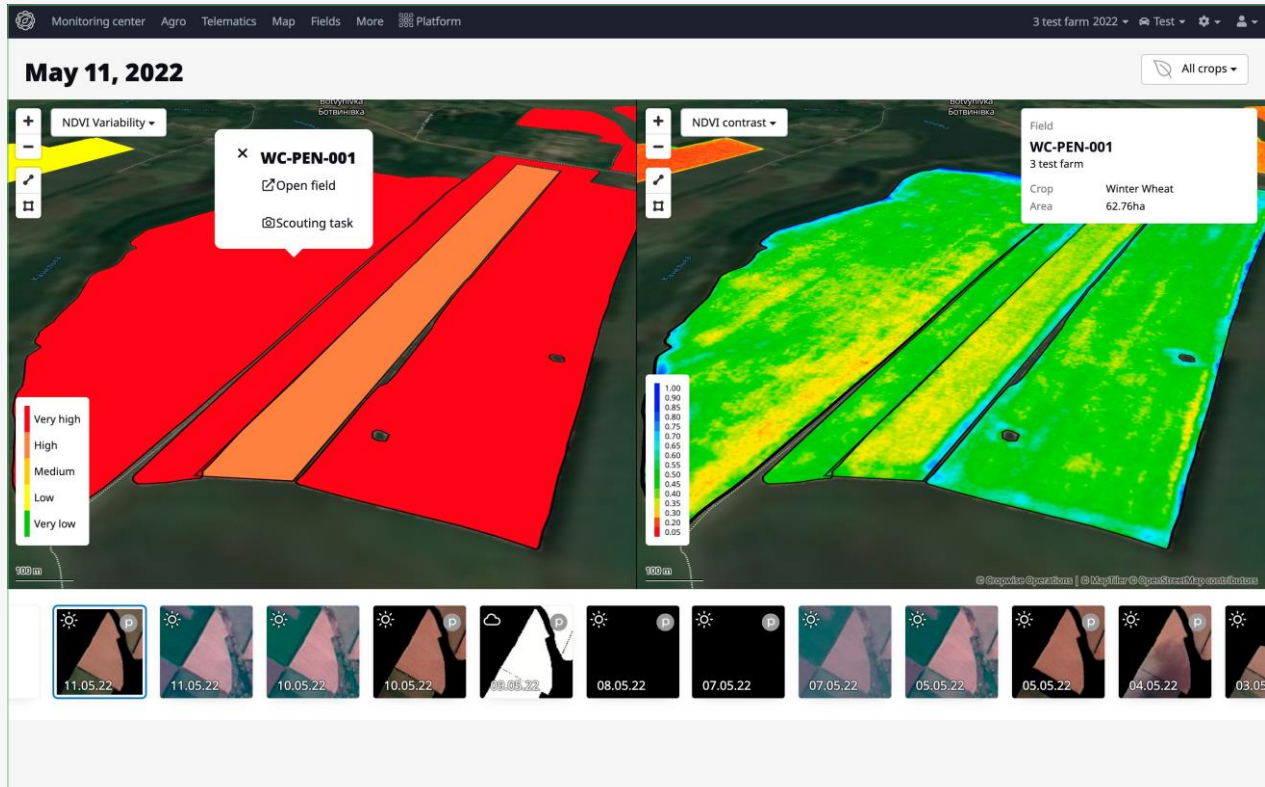 Monitoring center Agro Telematics Map Fields More Platform
3 test farm 2022 Test
May 11, 2022
All crops
NDVI Variability
Botvynivka
Ботвинівка
WC-PEN-001
Open field
Scouting task
Very high
High
Medium
Low
Very low
100 m
NDVI contrast
Botvynivka
Ботвинівка
Field
WC-PEN-001
3 test farm
Crop Winter Wheat
Area 62.76ha
1.00
0.90
0.85
0.80
0.75
0.70
0.65
0.60
0.55
0.50
0.45
0.40
0.35
0.30
0.20
0.05
100 m
© Cropwise Operations | © MapTiler © OpenStreetMap contributors
p
11.05.22
11.05.22
10.05.22
p
10.05.22
p
09.05.22
p
08.05.22
p
07.05.22
07.05.22
05.05.22
p
05.05.22
p
04.05.22
03.05